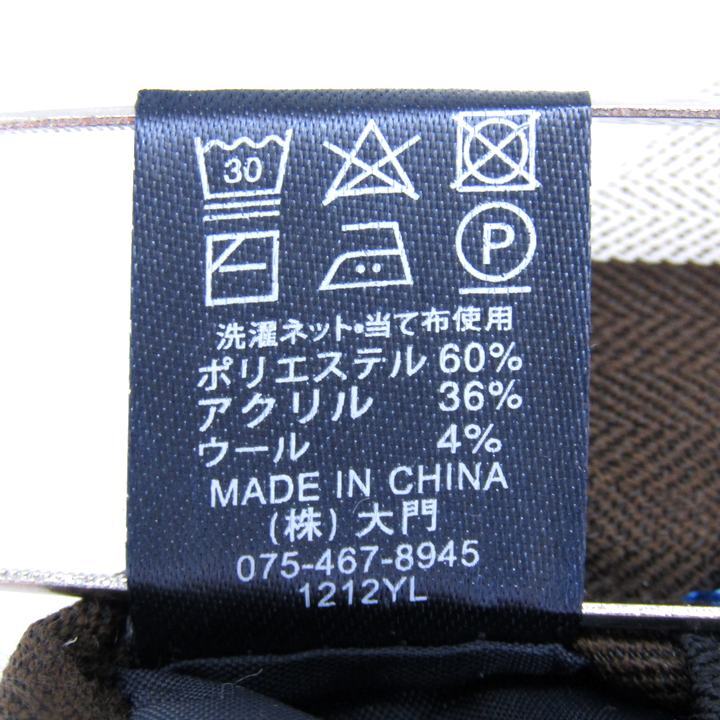 30
P
洗濯ネット•当て布使用
ポリエステル 60%
アクリル 36%
ウール 4%
MADE IN CHINA
(株) 大門
075-467-8945
1212YL